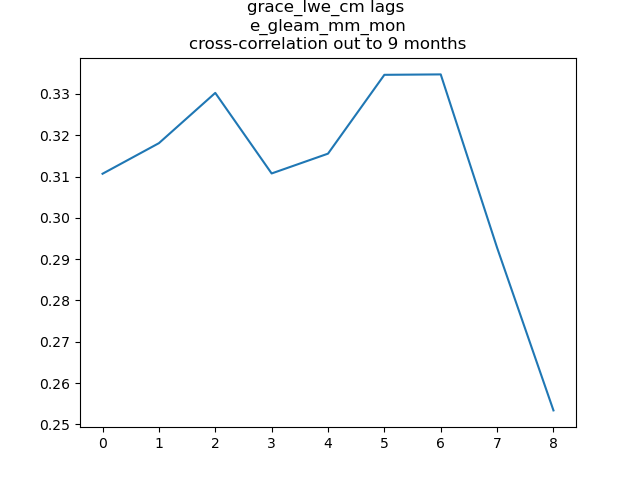 grace_lwe_cm lags
e_gleam_mm_mon
cross-correlation out to 9 months
0.33
0.32
0.31
0.30
0.29
0.28
0.27
0.26
0.25
0 1 2 3 4 5 6 7 8